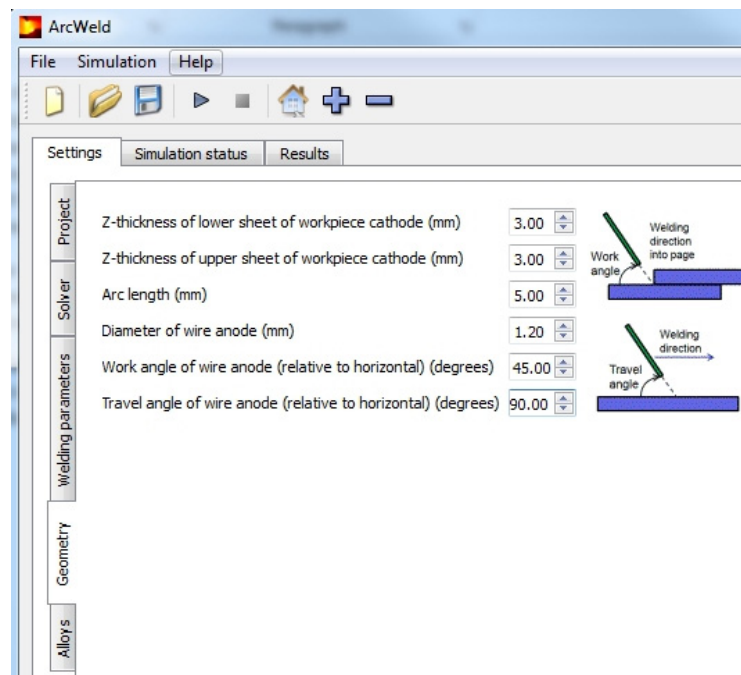 ArcWeld
File Simulation Help
Settings Simulation status Results
Project
Solver
Welding parameters
Geometry
Alloys
Z-thickness of lower sheet of workpiece cathode (mm) 3.00
Z-thickness of upper sheet of workpiece cathode (mm) 3.00
Arc length (mm) 5.00
Diameter of wire anode (mm) 1.20
Work angle of wire anode (relative to horizontal) (degrees) 45.00
Travel angle of wire anode (relative to horizontal) (degrees) 90.00
Welding
direction
into page
Work
angle
Welding
direction
Travel
angle